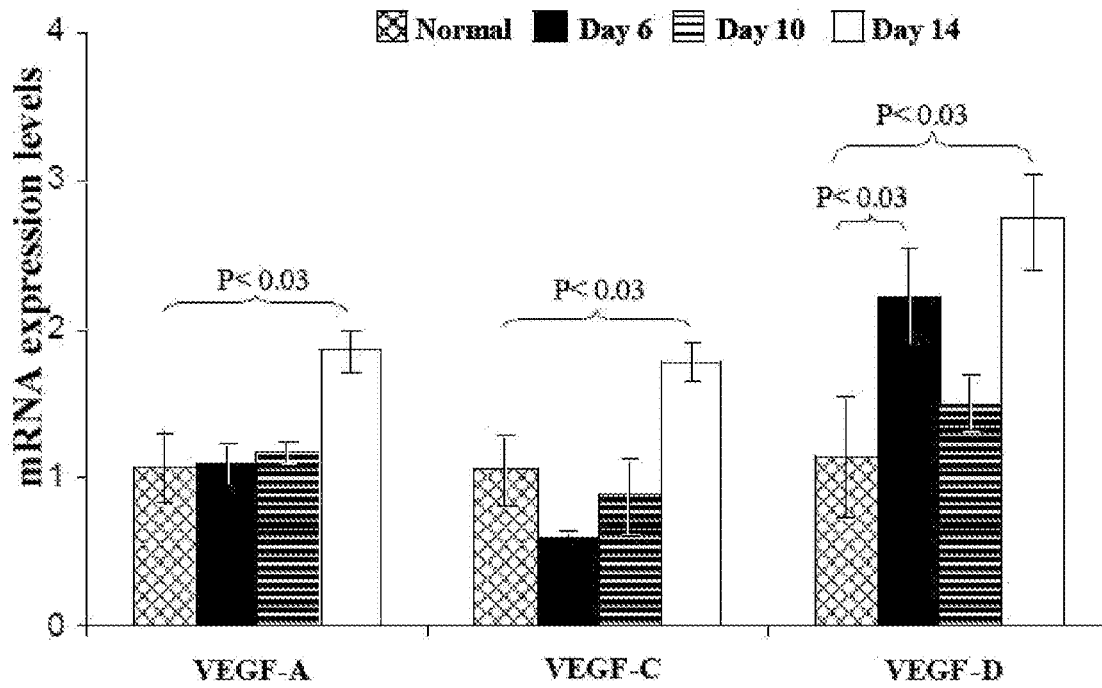 Normal Day 6 Day 10 Day 14
mRNA expression levels
4
3
2
1
0
P< 0.03
P< 0.03
P< 0.03
P< 0.03
VEGF-A VEGF-C VEGF-D